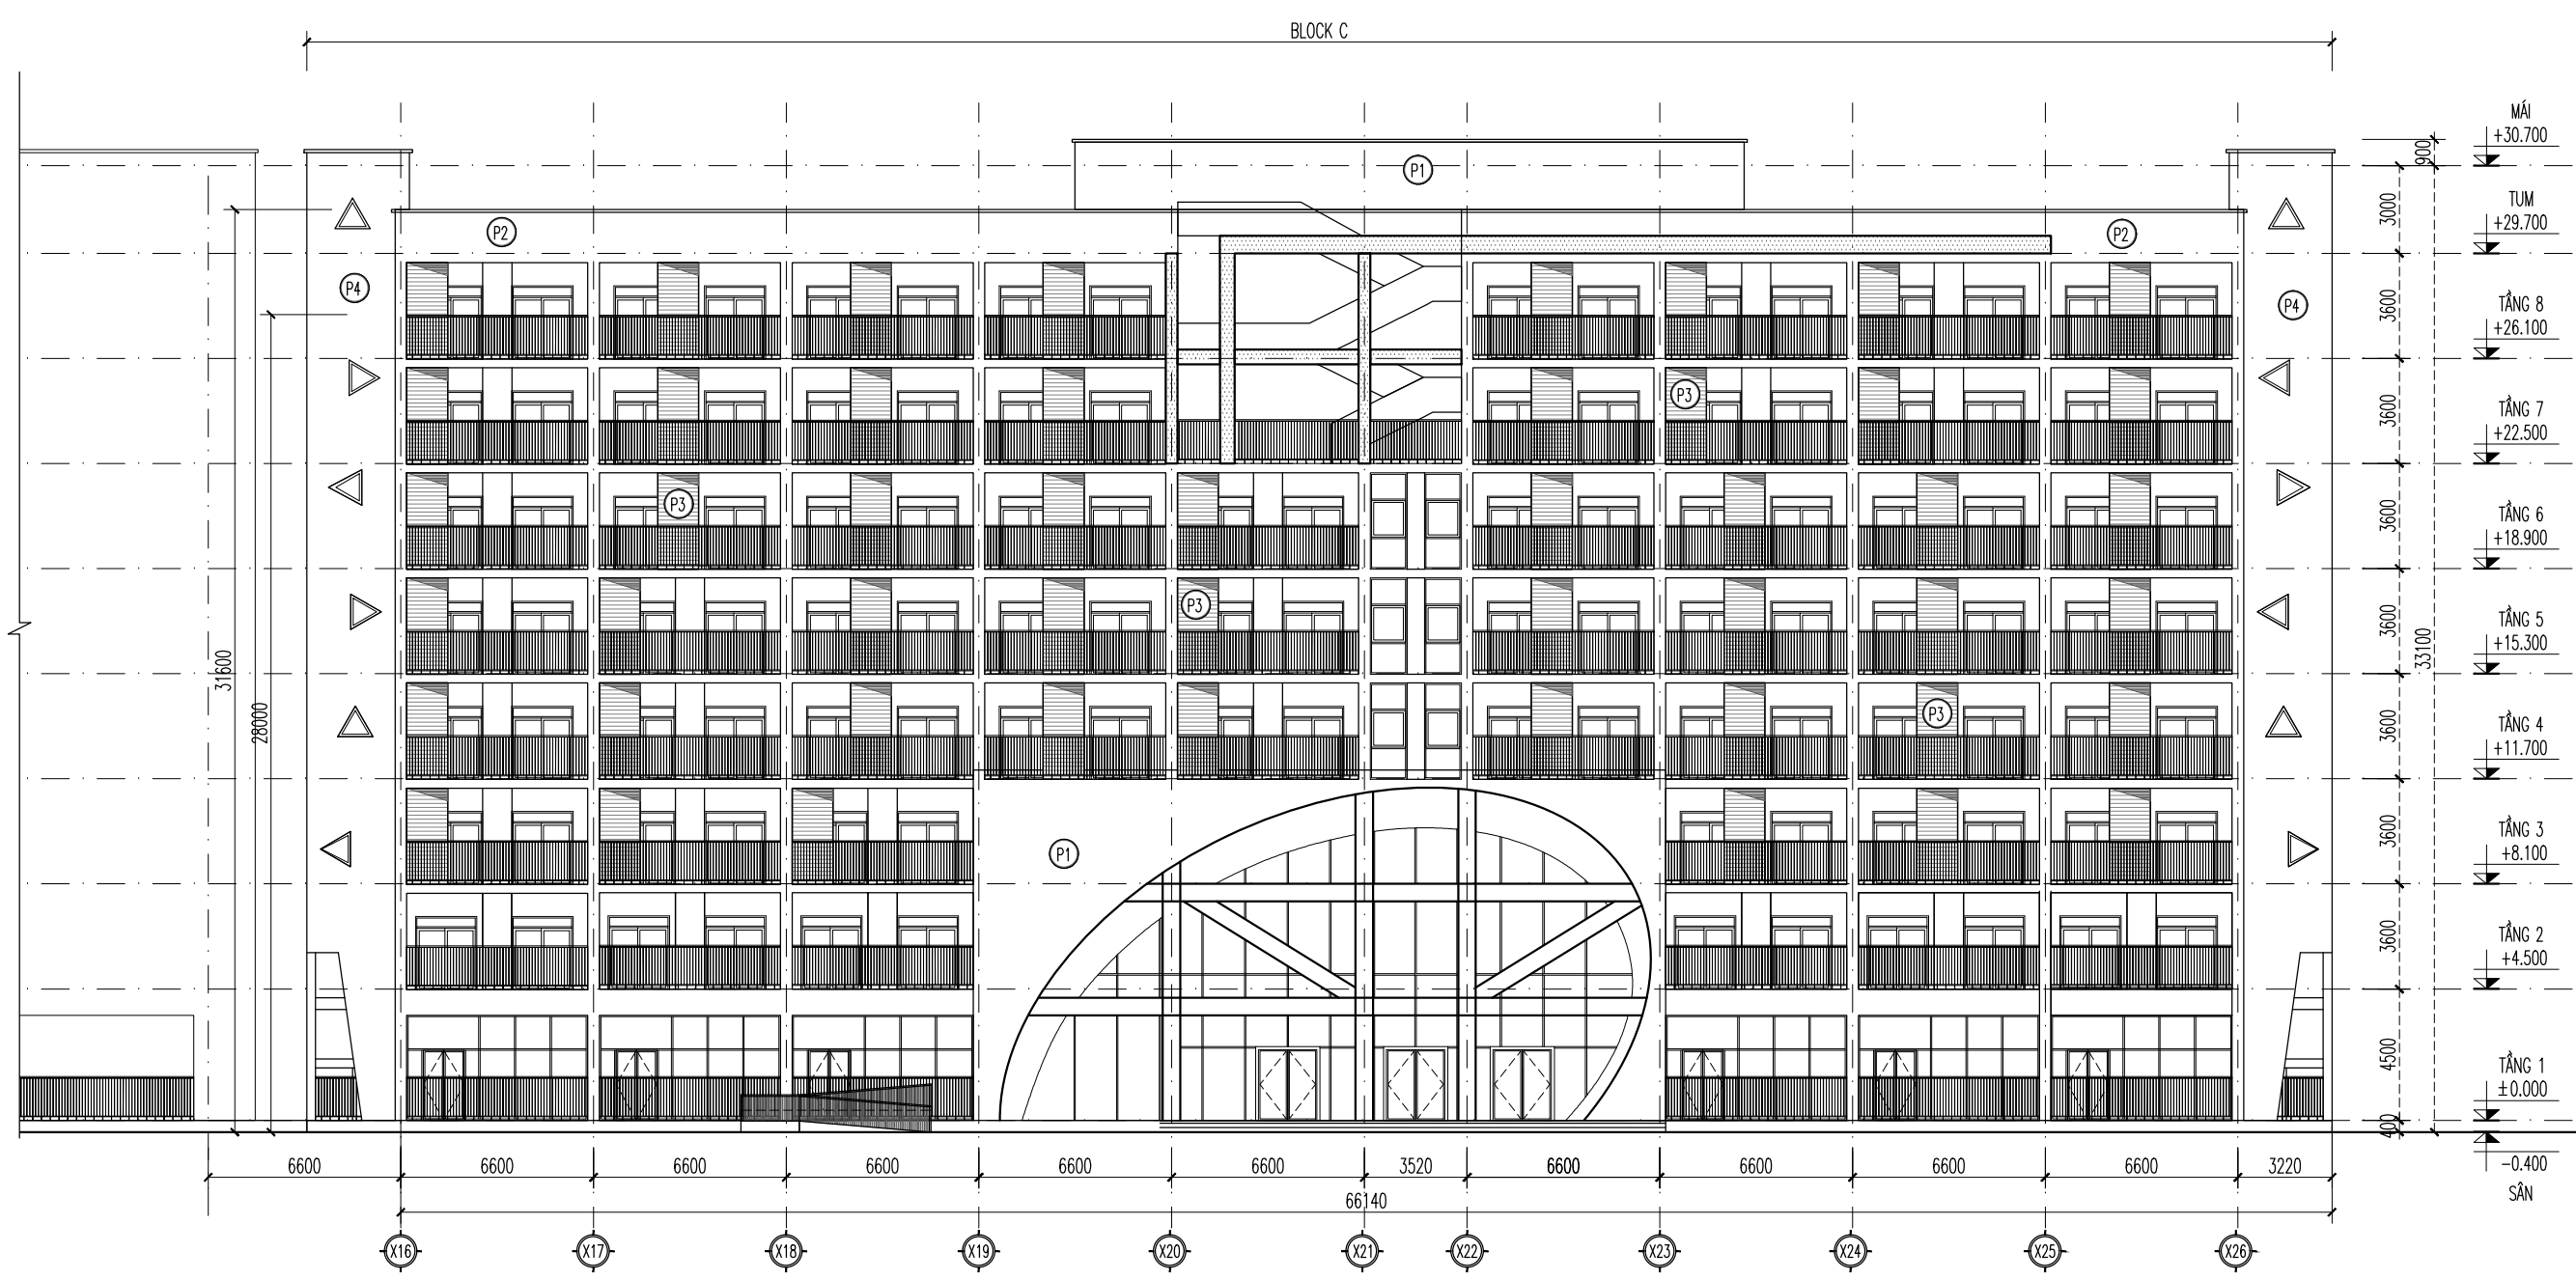 BLOCK C
MÁI
+30.700
900
P1
3000
TUM
+29.700
P2
P2
P4
P4
3600
TẦNG 8
+26.100
P3
3600
TẦNG 7
+22.500
P3
3600
TẦNG 6
+18.900
P3
3600
TẦNG 5
+15.300
31600
28000
33100
P3
3600
TẦNG 4
+11.700
P1
3600
TẦNG 3
+8.100
3600
TẦNG 2
+4.500
4500
TẦNG 1
±0.000
400
-0.400
SÂN
6600 6600 6600 6600 6600 6600 3520 6600 6600 6600 6600 3220
66140
X16 X17 X18 X19 X20 X21 X22 X23 X24 X25 X26